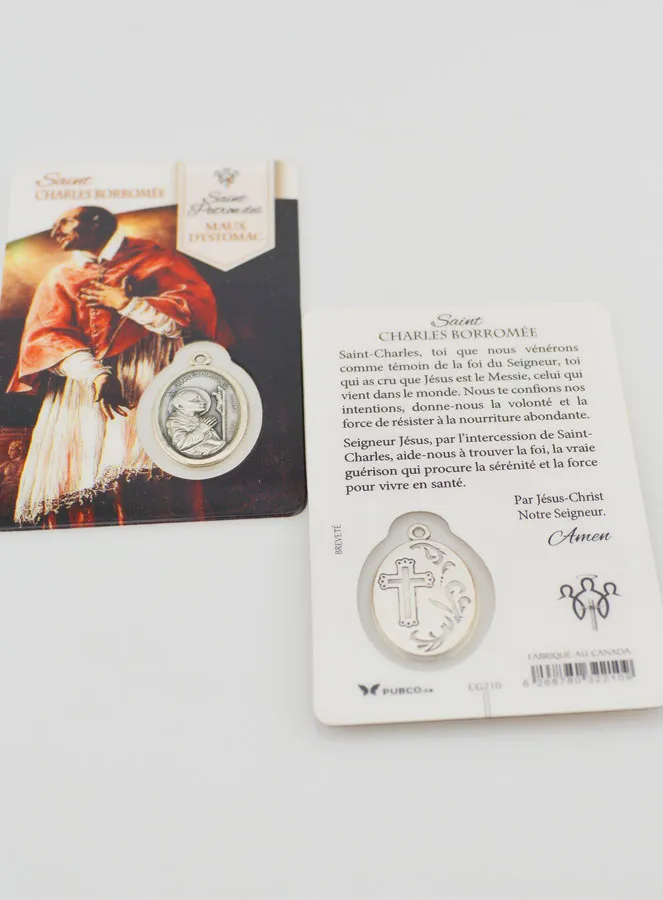 Saint
CHARLES BORROMÉE
Saint
Patron des
MAUX
D'ESTOMAC
Saint
CHARLES BORROMÉE
Saint-Charles, toi que nous vénérons
comme témoin de la foi du Seigneur, toi
qui as cru que Jésus est le Messie, celui qui
vient dans le monde. Nous te confions nos
intentions, donne-nous la volonté et la
force de résister à la nourriture abondante.
Seigneur Jésus, par l'intercession de Saint-
Charles, aide-nous à trouver la foi, la vraie
guérison qui procure la sérénité et la force
pour vivre en santé.
Par Jésus-Christ
Notre Seigneur.
Amen
BREVETÉ
FABRIQUÉ AU CANADA
PUBCO.ca
CG210